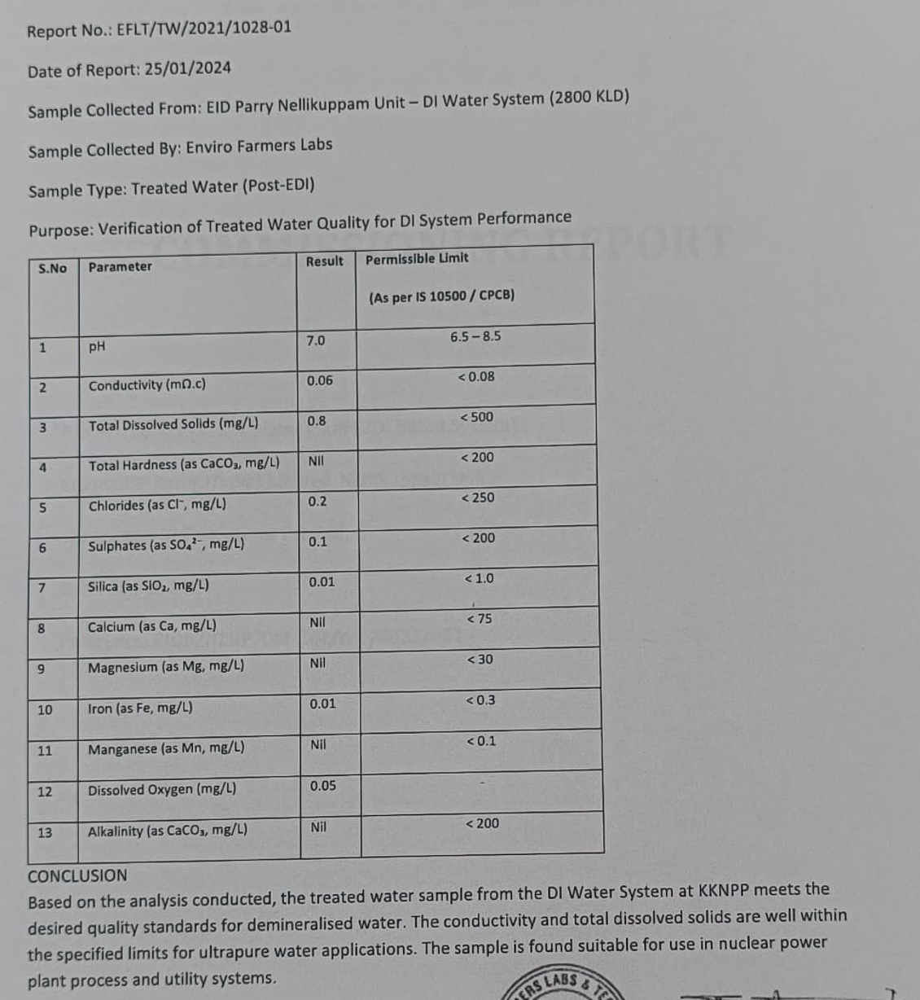 Report No.: EFLT/TW/2021/1028-01
Date of Report: 25/01/2024
Sample Collected From: EID Parry Nellikuppam Unit – DI Water System (2800 KLD)
Sample Collected By: Enviro Farmers Labs
Sample Type: Treated Water (Post-EDI)
Purpose: Verification of Treated Water Quality for DI System Performance
COMMISSIONING REPORT
S.No Parameter Result Permissible Limit
(As per IS 10500 / CPCB)
1 pH 7.0 6.5 – 8.5
2 Conductivity (mΩ.c) 0.06 < 0.08
3 Total Dissolved Solids (mg/L) 0.8 < 500
4 Total Hardness (as CaCO₃, mg/L) Nil < 200
5 Chlorides (as Cl⁻, mg/L) 0.2 < 250
6 Sulphates (as SO₄²⁻, mg/L) 0.1 < 200
7 Silica (as SiO₂, mg/L) 0.01 < 1.0
8 Calcium (as Ca, mg/L) Nil < 75
9 Magnesium (as Mg, mg/L) Nil < 30
10 Iron (as Fe, mg/L) 0.01 < 0.3
11 Manganese (as Mn, mg/L) Nil < 0.1
12 Dissolved Oxygen (mg/L) 0.05 -
13 Alkalinity (as CaCO₃, mg/L) Nil < 200
CONCLUSION
Based on the analysis conducted, the treated water sample from the DI Water System at KKNPP meets the
desired quality standards for demineralised water. The conductivity and total dissolved solids are well within
the specified limits for ultrapure water applications. The sample is found suitable for use in nuclear power
plant process and utility systems.
LABS &